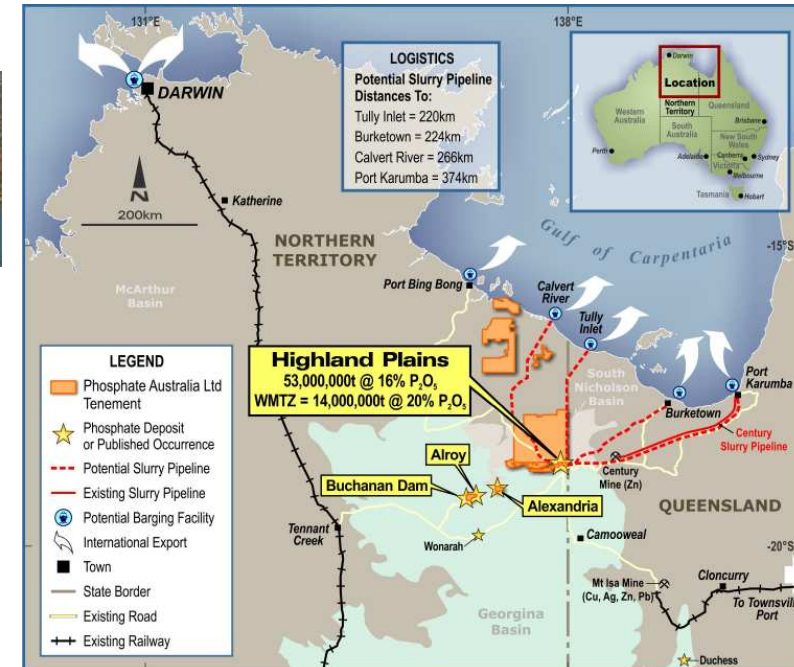 131°E
138°E
LOGISTICS
Potential Slurry Pipeline
Distances To:
Tully Inlet = 220km
Burketown = 224km
Calvert River = 266km
Port Karumba = 374km
Darwin
Location
Western
Australia
Northern
Territory
Queensland
South
Australia
Brisbane
New South
Wales
Perth
Adelaide
Canberra
Sydney
Victoria
Melbourne
Tasmania
Hobart
DARWIN
N
200km
Katherine
NORTHERN
TERRITORY
McArthur
Basin
Gulf of Carpentaria
-15°S
Port Bing Bong
Calvert
River
Tully
Inlet
Port
Karumba
South
Nicholson
Basin
Burketown
Century
Slurry Pipeline
Highland Plains
53,000,000t @ 16% P₂O₅
WMTZ = 14,000,000t @ 20% P₂O₅
LEGEND
Phosphate Australia Ltd
Tenement
Phosphate Deposit
or Published Occurrence
Potential Slurry Pipeline
Existing Slurry Pipeline
Potential Barging Facility
International Export
Town
State Border
Existing Road
Existing Railway
Century
Mine (Zn)
Alroy
Buchanan Dam
Alexandria
QUEENSLAND
Tennant
Creek
Wonarah
Camooweal
-20°S
Mt Isa Mine
(Cu, Ag, Zn, Pb)
Cloncurry
To Townsville
Port
Georgina
Basin
Duchess